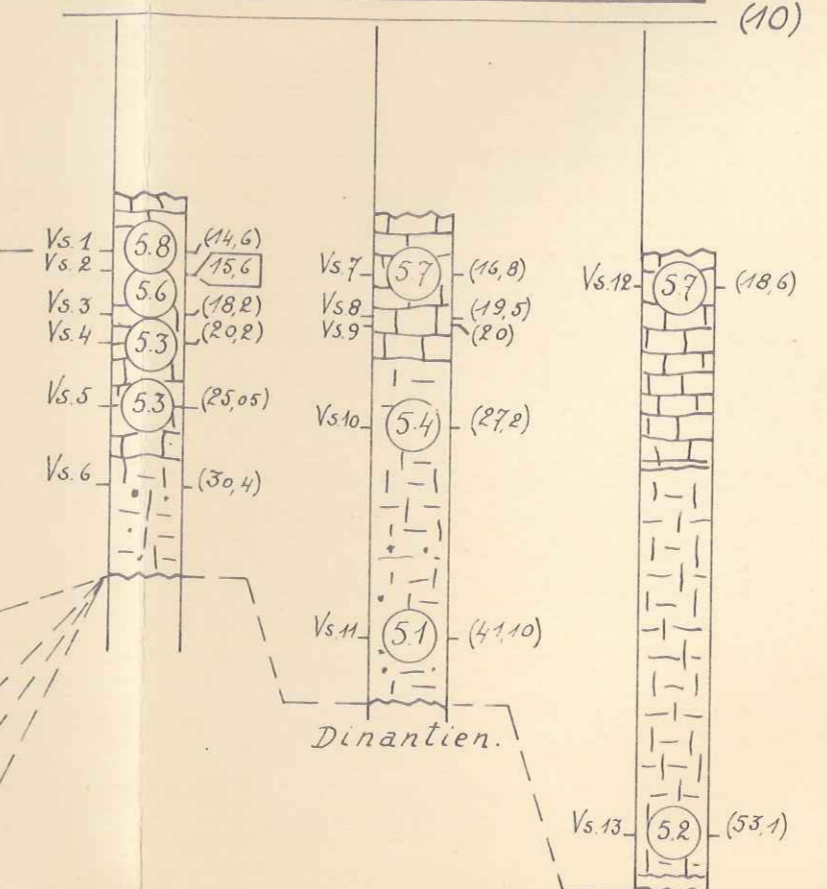 (10)
Vs.1 5.8 (14,6)
Vs.2 15,6
5.6
Vs.3 (18,2)
Vs.4 5.3 (20,2)
Vs.5 5.3 (25,05)
Vs.6 (30,4)
Vs.7 5.7 (16,8)
Vs.8 (19,5)
Vs.9 (20)
Vs.10 5.4 (27,2)
Vs.11 5.1 (41,10)
Dinantien.
Vs.12 5.7 (18,6)
Vs.13 5.2 (53,1)